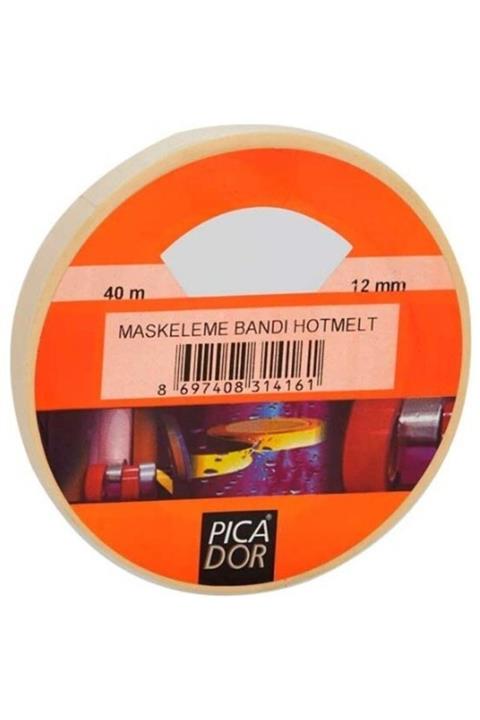 40 m 12 mm
MASKELEME BANDI HOTMELT
8 697408 314161
PICA®
DOR